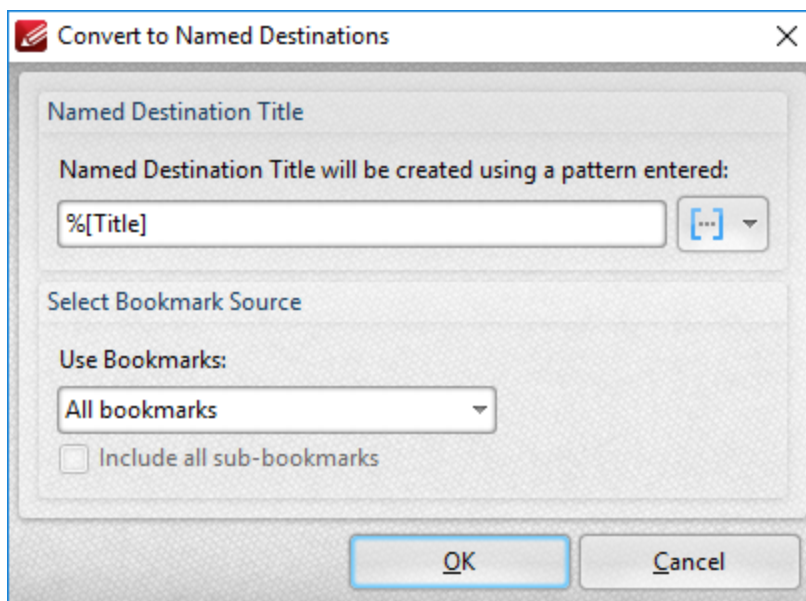 Convert to Named Destinations
Named Destination Title
Named Destination Title will be created using a pattern entered:
%[Title]
Select Bookmark Source
Use Bookmarks:
All bookmarks
Include all sub-bookmarks
OK Cancel